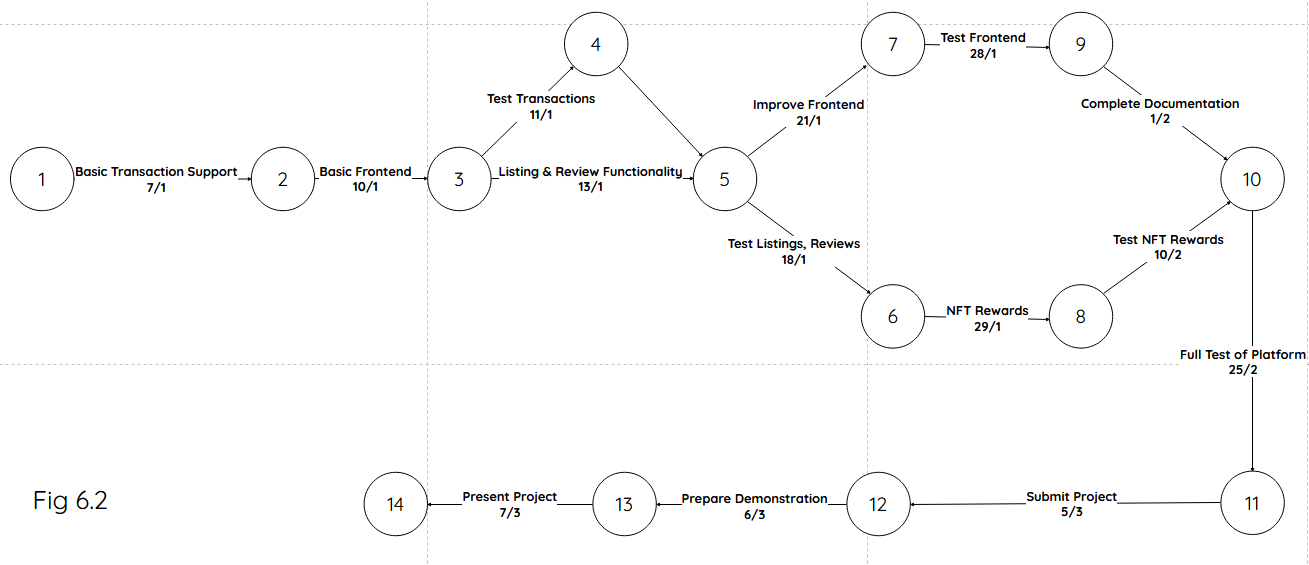 4
7
Test Frontend
28/1
9
Test Transactions
11/1
Improve Frontend
21/1
Complete Documentation
1/2
1
Basic Transaction Support
7/1
2
Basic Frontend
10/1
3
Listing & Review Functionality
13/1
5
10
Test Listings, Reviews
18/1
Test NFT Rewards
10/2
6
NFT Rewards
29/1
8
Full Test of Platform
25/2
Fig 6.2
14
Present Project
7/3
13
Prepare Demonstration
6/3
12
Submit Project
5/3
11